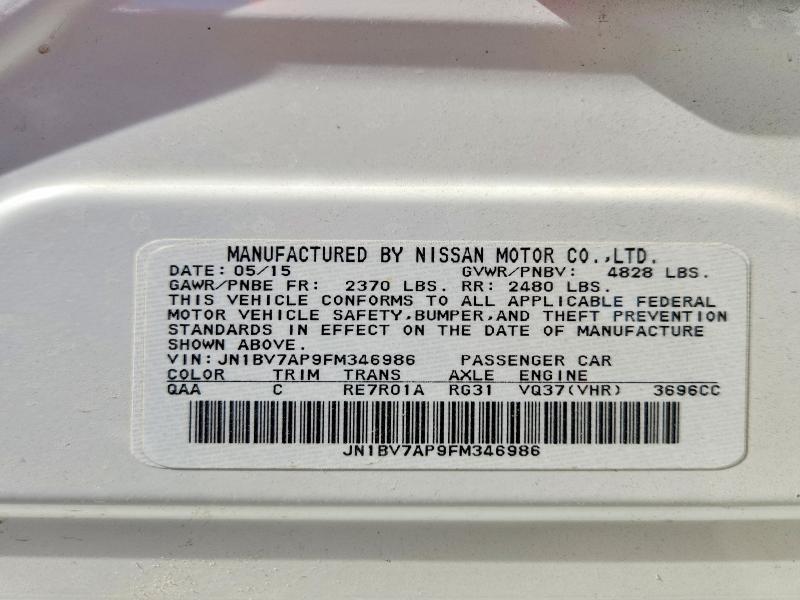 MANUFACTURED BY NISSAN MOTOR CO.,LTD.
DATE: 05/15 GVWR/PNBV: 4828 LBS.
GAWR/PNBE FR: 2370 LBS. RR: 2480 LBS.
THIS VEHICLE CONFORMS TO ALL APPLICABLE FEDERAL
MOTOR VEHICLE SAFETY,BUMPER,AND THEFT PREVENTION
STANDARDS IN EFFECT ON THE DATE OF MANUFACTURE
SHOWN ABOVE.
VIN: JN1BV7AP9FM346986 PASSENGER CAR
COLOR TRIM TRANS AXLE ENGINE
QAA C RE7R01A RG31 VQ37(VHR) 3696CC
JN1BV7AP9FM346986